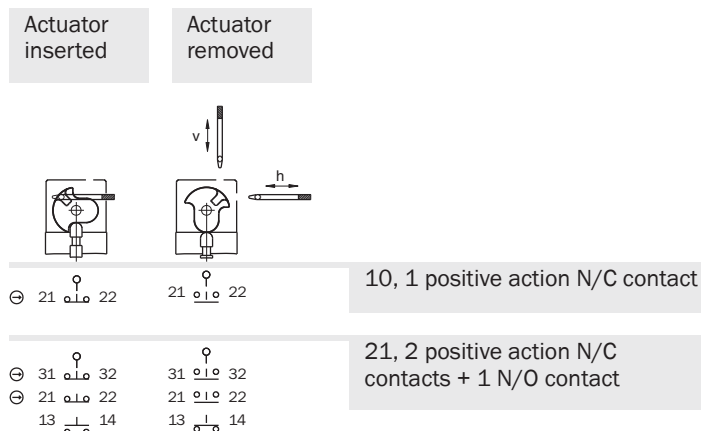 Actuator
inserted
Actuator
removed
v
h
21 22
21 22
10, 1 positive action N/C contact
31 32
31 32
21 22
21 22
13 14
13 14
21, 2 positive action N/C
contacts + 1 N/O contact